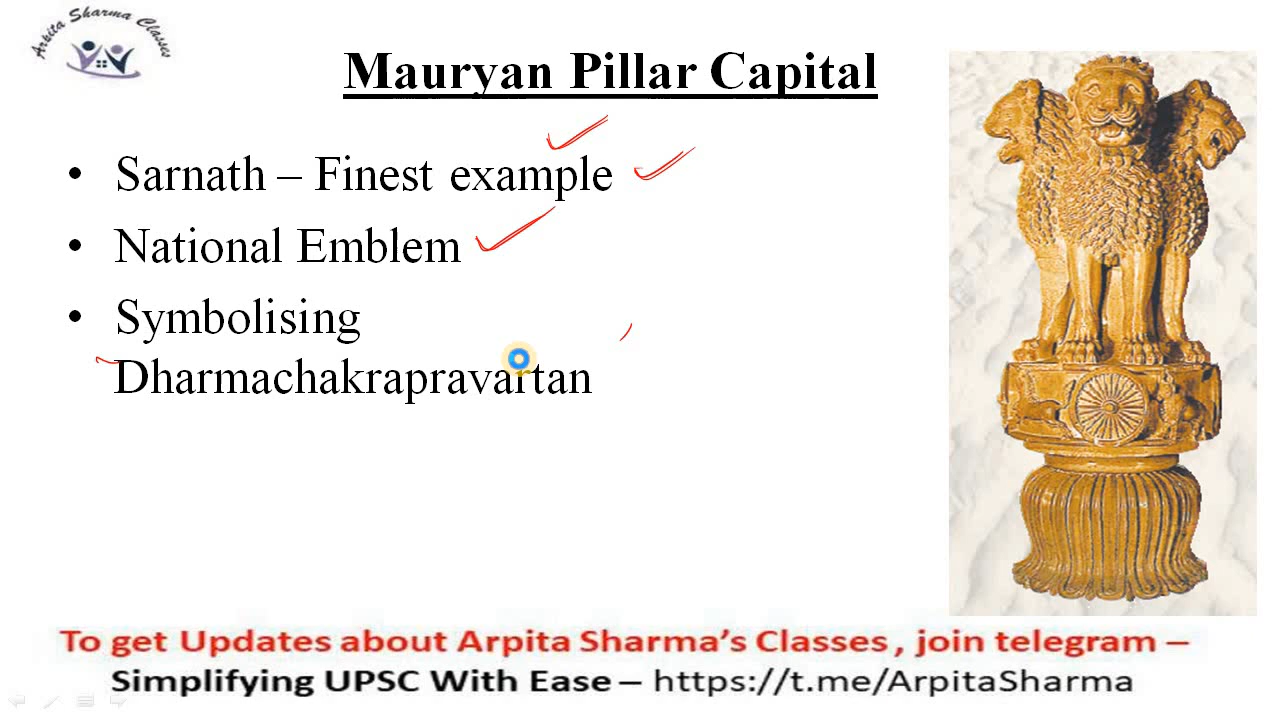 Arpita Sharma Classes
Mauryan Pillar Capital
• Sarnath – Finest example
• National Emblem
• Symbolising
Dharmachakrapravartan
To get Updates about Arpita Sharma's Classes , join telegram –
Simplifying UPSC With Ease – https://t.me/ArpitaSharma